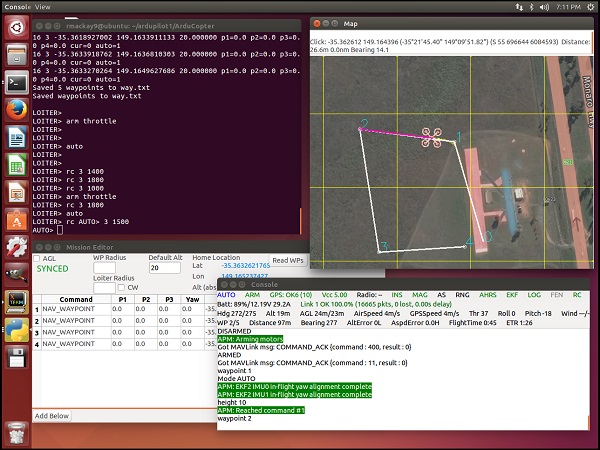 Console View
7:11 PM
rmackey9@ubuntu: ~/ardupilot1/ArduCopter
16 3 -35.3618927002 149.1633911133 20.000000 p1=0.0 p2=0.0 p3=0.
0 p4=0.0 cur=0 auto=1
16 3 -35.3633918762 149.1636810303 20.000000 p1=0.0 p2=0.0 p3=0.
0 p4=0.0 cur=0 auto=1
16 3 -35.3633270264 149.1649627686 20.000000 p1=0.0 p2=0.0 p3=0.
0 p4=0.0 cur=0 auto=1
Saved 5 waypoints to way.txt
Saved waypoints to way.txt
LOITER>
LOITER> arm throttle
LOITER>
LOITER>
LOITER> auto
LOITER>
LOITER>
LOITER> rc 3 1400
LOITER> rc 3 1800
LOITER> rc 3 1000
LOITER> arm throttle
LOITER> rc 3 1800
LOITER> auto
LOITER> rc AUTO> 3 1500
AUTO>
Map
Click: -35.362612 149.164396 (-35°21'45.40" 149°09'51.82") (S 55 696644 6084593) Distance:
26.6m 0.0nm Bearing 14.1
2
1
3
4
Mission Editor
AGL
SYNCED
WP Radius
Default Alt
20
Loiter Radius
CW
Home Location
Lat -35.3632621765
Lon 149.165237427
Alt (abs
Read WPs
Command P1 P2 P3 Yaw
1 NAV_WAYPOINT 0.0 0.0 0.0 0.0 -35.
2 NAV_WAYPOINT 0.0 0.0 0.0 0.0 -35.
3 NAV_WAYPOINT 0.0 0.0 0.0 0.0 -35.
4 NAV_WAYPOINT 0.0 0.0 0.0 0.0 -35.
Add Below
Console
AUTO ARM GPS: OK6 (10) Vcc 5.00 Radio: -- INS MAG AS RNG AHRS EKF LOG FEN RC
Batt: 89%/12.19V 29.2A Link 1 OK 100.0% (16665 pkts, 0 lost, 0.00s delay)
Hdg 272/275 Alt 19m AGL 24m/23m AirSpeed 4m/s GPSSpeed 4m/s Thr 37 Roll 0 Pitch -18 Wind --/--
WP 2/5 Distance 97m Bearing 277 AltError 0L AspdError 0.0H FlightTime 0:45 ETR 1:26
DISARMED
APM: Arming motors
Got MAVLink msg: COMMAND_ACK {command : 400, result : 0}
ARMED
Got MAVLink msg: COMMAND_ACK {command : 11, result : 0}
waypoint 1
Mode AUTO
APM: EKF2 IMU0 in-flight yaw alignment complete
APM: EKF2 IMU1 in-flight yaw alignment complete
height 10
APM: Reached command #1
waypoint 2